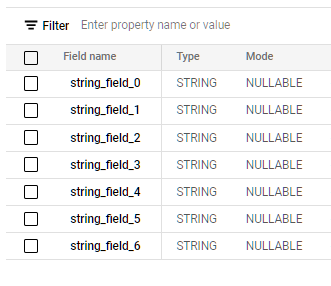 Filter Enter property name or value
Field name Type Mode
string_field_0 STRING NULLABLE
string_field_1 STRING NULLABLE
string_field_2 STRING NULLABLE
string_field_3 STRING NULLABLE
string_field_4 STRING NULLABLE
string_field_5 STRING NULLABLE
string_field_6 STRING NULLABLE